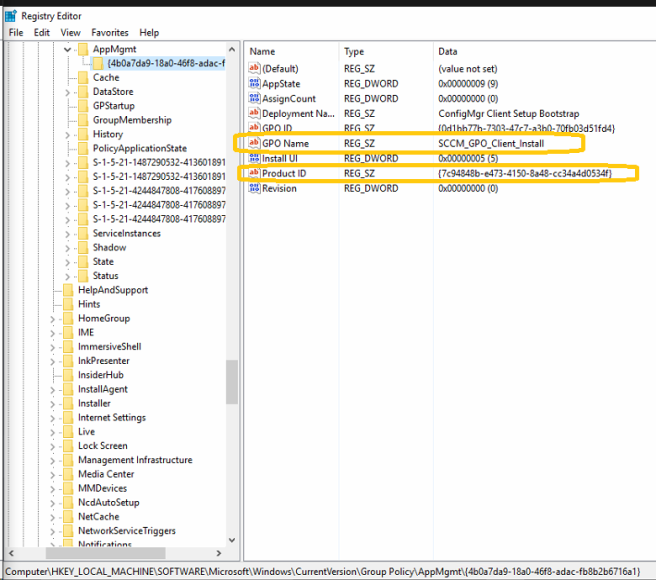 Registry Editor
File Edit View Favorites Help
AppMgmt
{4b0a7da9-18a0-46f8-adac-f
Cache
DataStore
GPStartup
GroupMembership
History
PolicyApplicationState
S-1-5-21-1487290532-413601891
S-1-5-21-1487290532-413601891
S-1-5-21-4244847808-417608897
S-1-5-21-4244847808-417608897
S-1-5-21-4244847808-417608897
ServiceInstances
Shadow
State
Status
HelpAndSupport
Hints
HomeGroup
IME
ImmersiveShell
InkPresenter
InsiderHub
InstallAgent
Installer
Internet Settings
Live
Lock Screen
Management Infrastructure
Media Center
MMDevices
NcdAutoSetup
NetCache
NetworkServiceTriggers
Notifications
Name Type Data
(Default) REG_SZ (value not set)
AppState REG_DWORD 0x00000009 (9)
AssignCount REG_DWORD 0x00000000 (0)
Deployment Na... REG_SZ ConfigMgr Client Setup Bootstrap
GPO ID REG_SZ {0d1bb77b-7303-47c7-a3b0-70fb03d51fd4}
GPO Name REG_SZ SCCM_GPO_Client_Install
Install UI REG_DWORD 0x00000005 (5)
Product ID REG_SZ {7c94848b-e473-4150-8a48-cc34a4d0534f}
Revision REG_DWORD 0x00000000 (0)
Computer\HKEY_LOCAL_MACHINE\SOFTWARE\Microsoft\Windows\CurrentVersion\Group Policy\AppMgmt\{4b0a7da9-18a0-46f8-adac-fb8b2b6716a1}